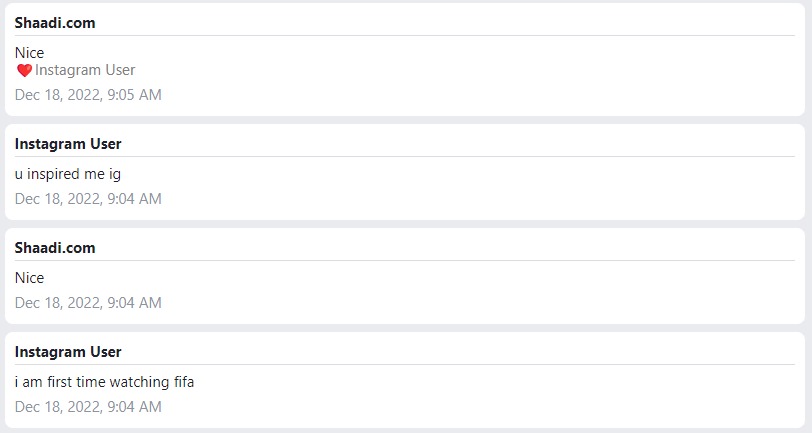 Shaadi.com
Nice
❤️Instagram User
Dec 18, 2022, 9:05 AM
Instagram User
u inspired me ig
Dec 18, 2022, 9:04 AM
Shaadi.com
Nice
Dec 18, 2022, 9:04 AM
Instagram User
i am first time watching fifa
Dec 18, 2022, 9:04 AM